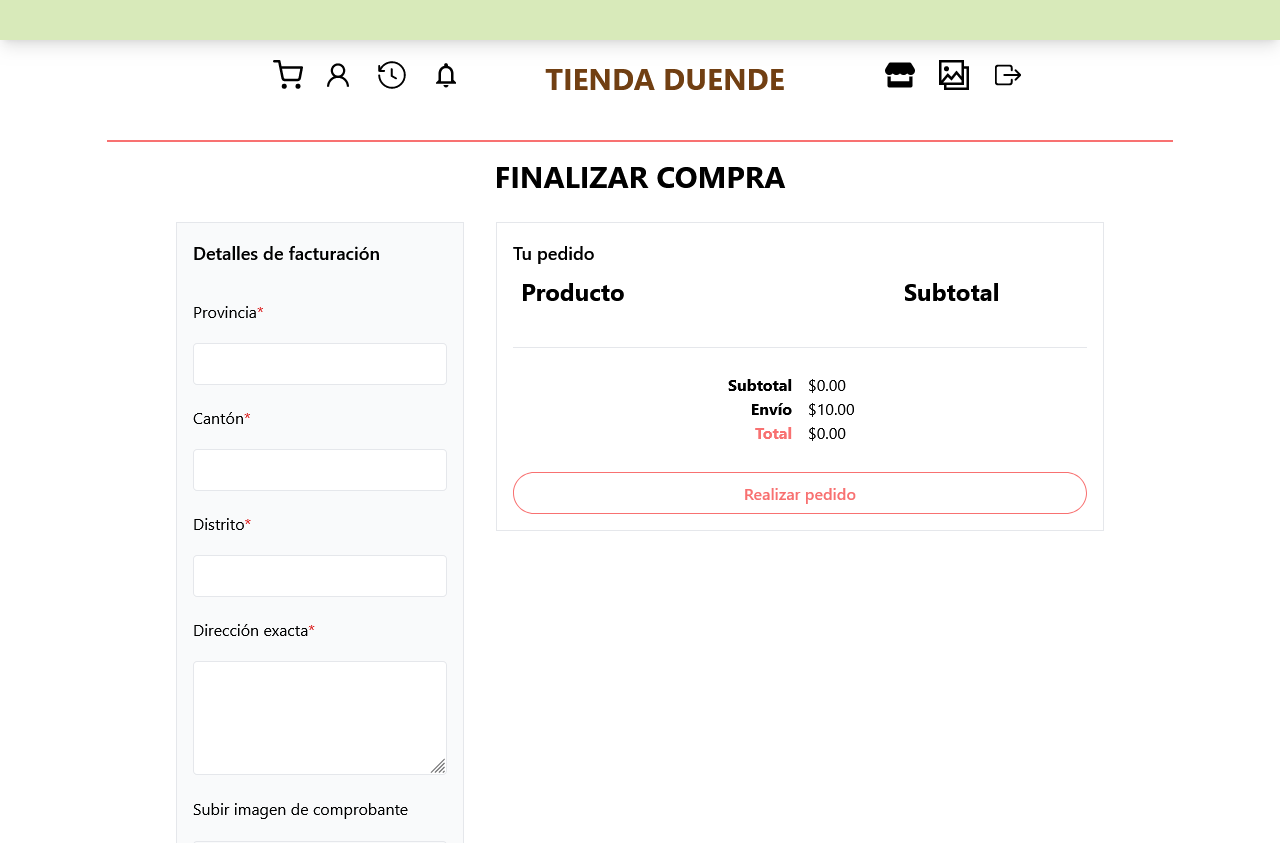 TIENDA DUENDE
FINALIZAR COMPRA
Detalles de facturación
Provincia*
Cantón*
Distrito*
Dirección exacta*
Subir imagen de comprobante
Tu pedido
Producto Subtotal
Subtotal $0.00
Envío $10.00
Total $0.00
Realizar pedido